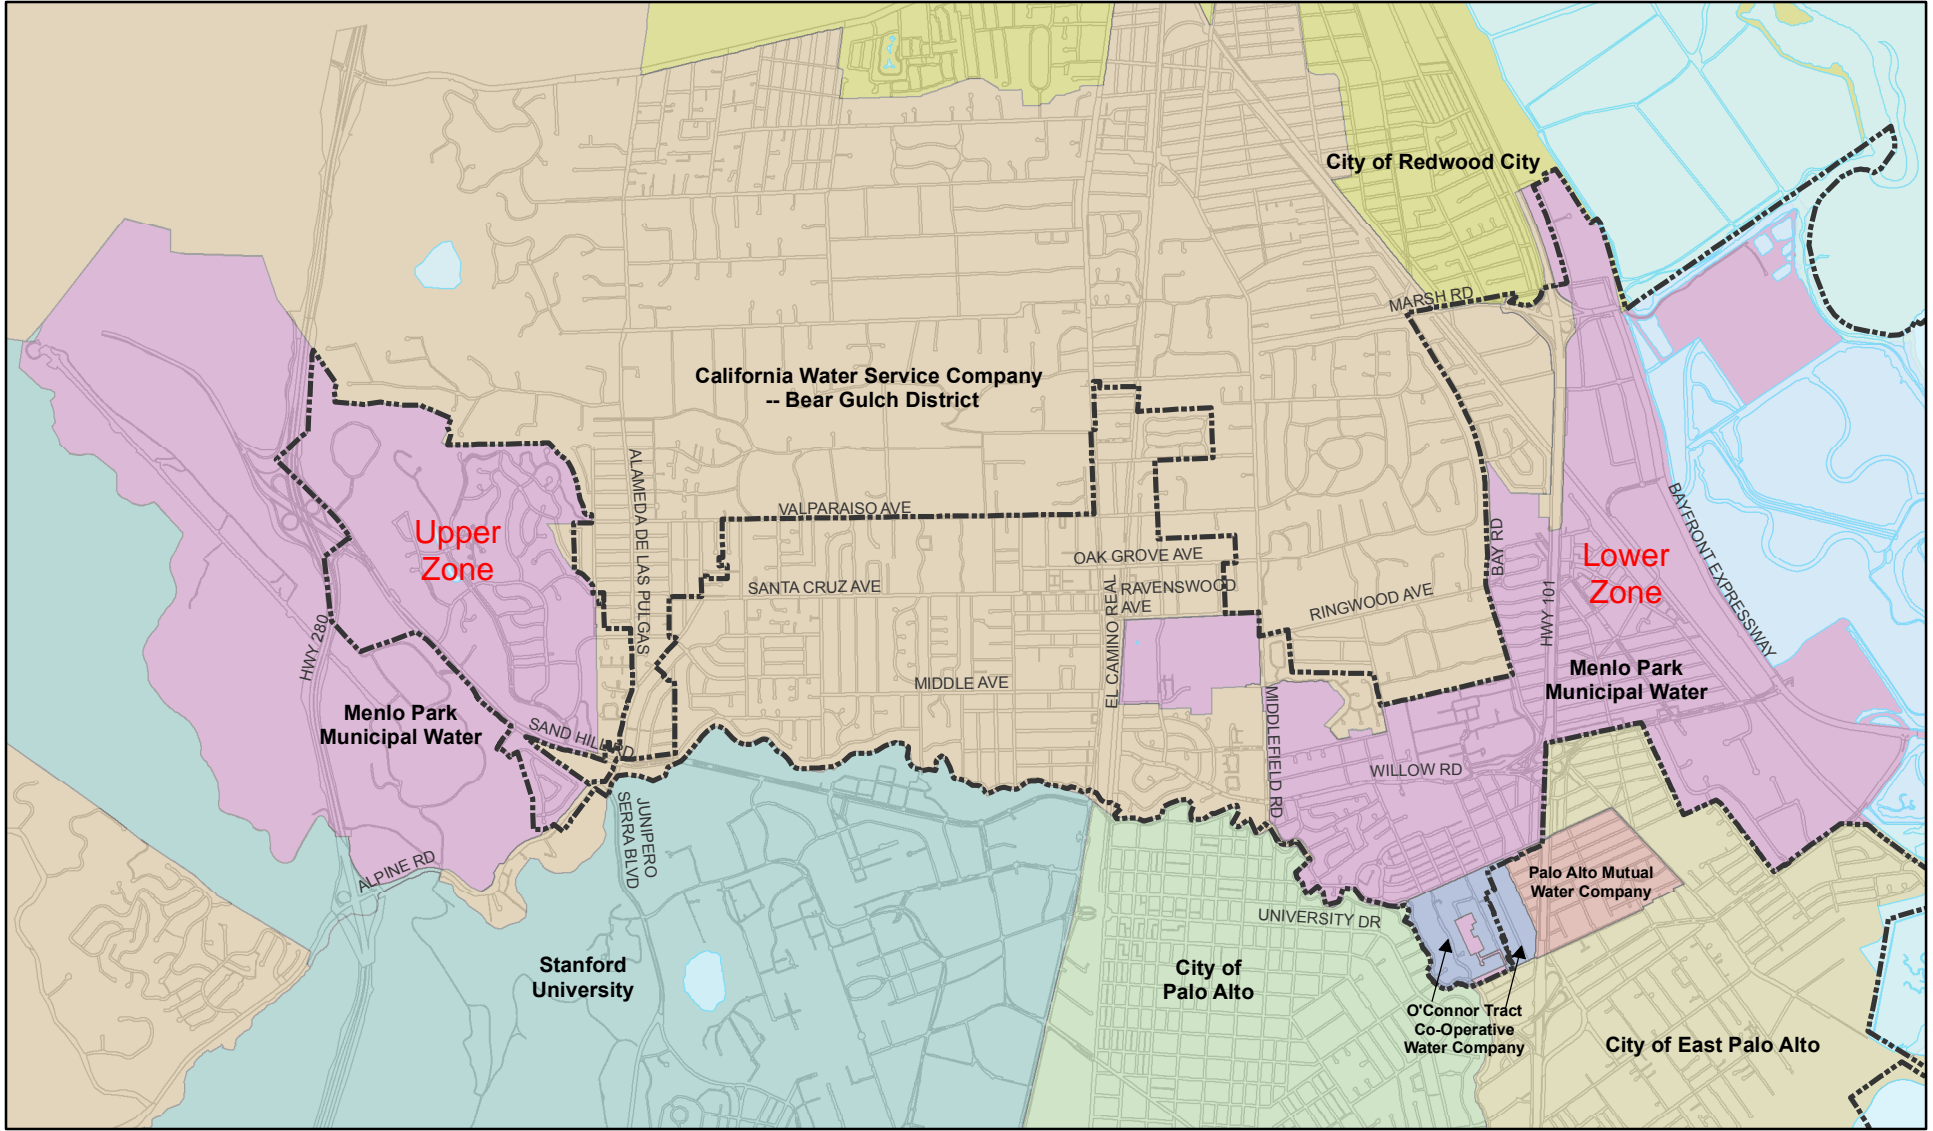 City of Redwood City
MARSH RD
California Water Service Company
-- Bear Gulch District
ALAMEDA DE LAS PULGAS
VALPARAISO AVE
Upper
Zone
OAK GROVE AVE
SANTA CRUZ AVE
RAVENSWOOD
AVE
EL CAMINO REAL
RINGWOOD AVE
BAY RD
HWY 101
Lower
Zone
BAYFRONT EXPRESSWAY
HWY 280
MIDDLE AVE
Menlo Park
Municipal Water
SAND HILL RD
Menlo Park
Municipal Water
MIDDLEFIELD RD
WILLOW RD
JUNIPERO
SERRA BLVD
ALPINE RD
Palo Alto Mutual
Water Company
UNIVERSITY DR
Stanford
University
City of
Palo Alto
O'Connor Tract
Co-Operative
Water Company
City of East Palo Alto